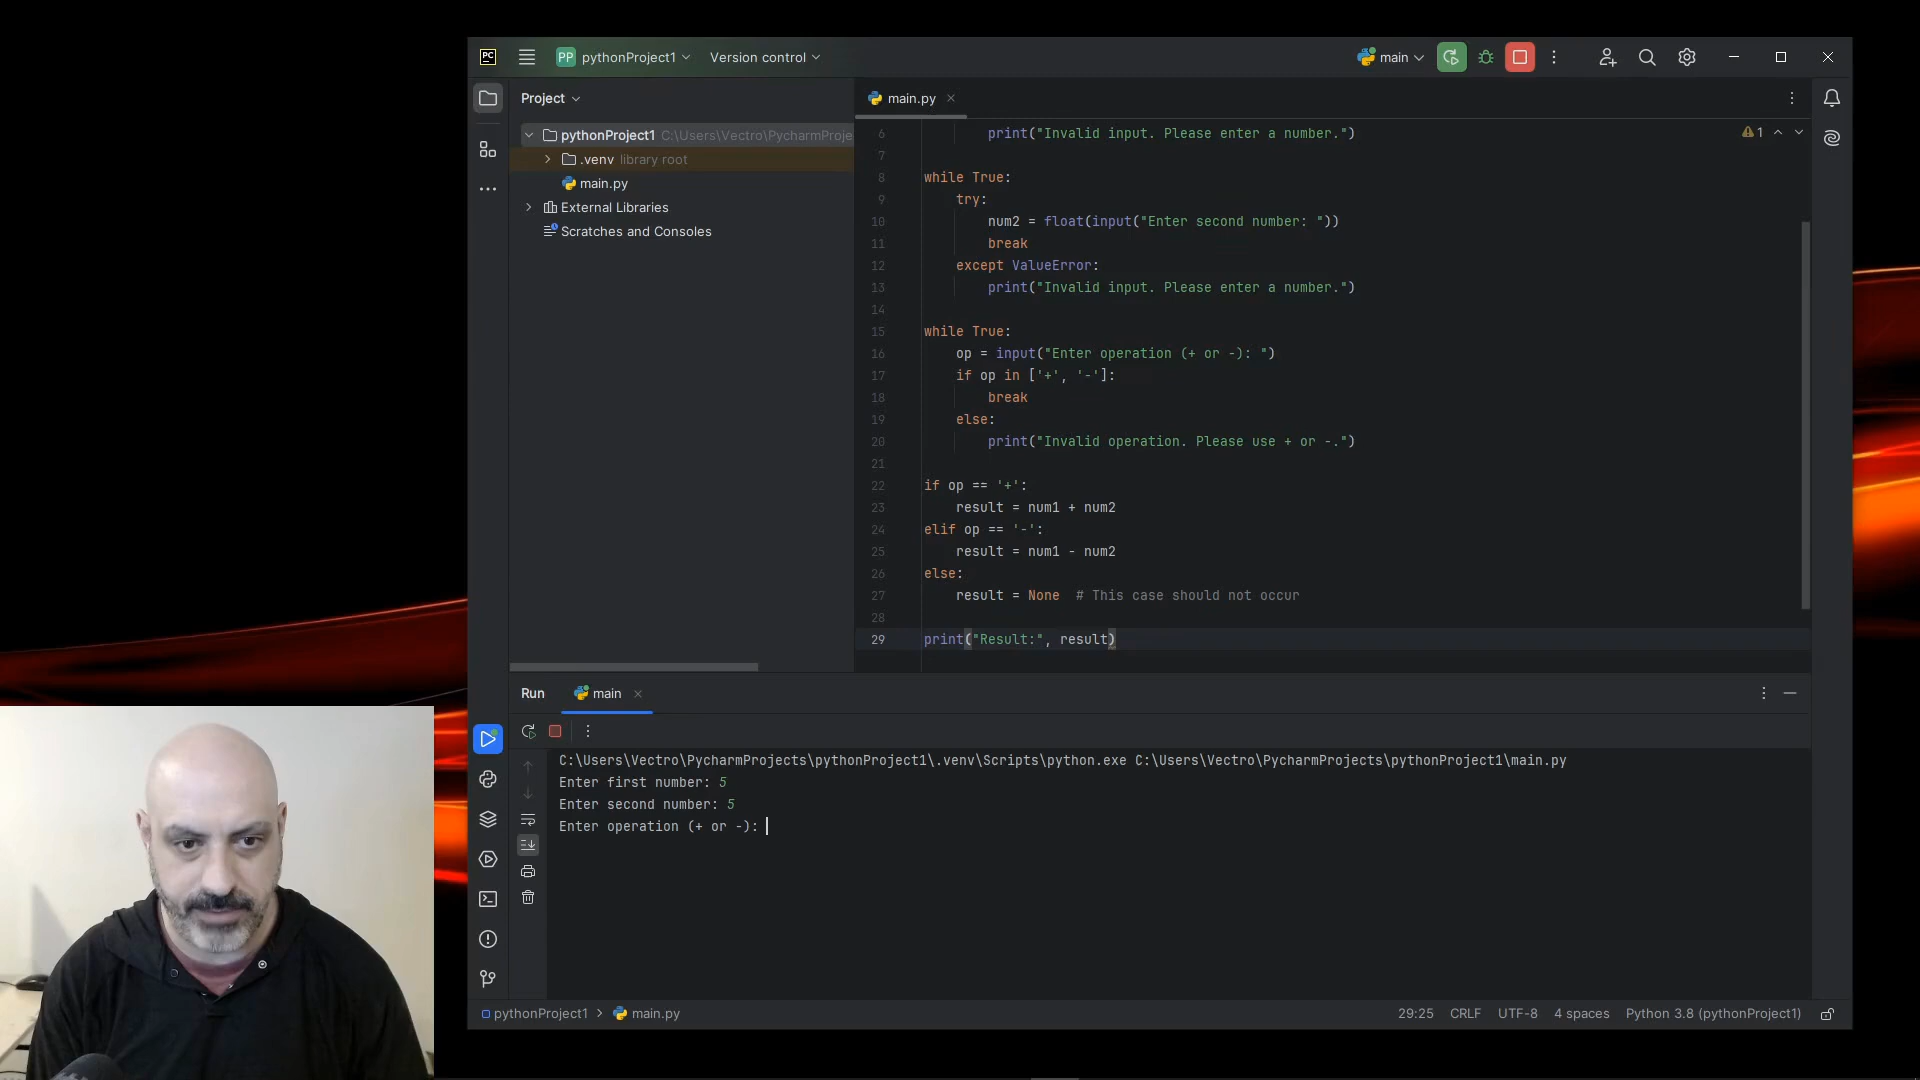 PC
PP pythonProject1
Version control
main
Project
main.py
pythonProject1 C:\Users\Vectro\PycharmProje
.venv library root
main.py
External Libraries
Scratches and Consoles
6 print("Invalid input. Please enter a number.")
1
7
8 while True:
9 try:
10 num2 = float(input("Enter second number: "))
11 break
12 except ValueError:
13 print("Invalid input. Please enter a number.")
14
15 while True:
16 op = input("Enter operation (+ or -): ")
17 if op in ['+', '-']:
18 break
19 else:
20 print("Invalid operation. Please use + or -.")
21
22 if op == '+':
23 result = num1 + num2
24 elif op == '-':
25 result = num1 - num2
26 else:
27 result = None # This case should not occur
28
29 print("Result:", result)
Run
main
C:\Users\Vectro\PycharmProjects\pythonProject1\.venv\Scripts\python.exe C:\Users\Vectro\PycharmProjects\pythonProject1\main.py
Enter first number: 5
Enter second number: 5
Enter operation (+ or -):
pythonProject1 > main.py
29:25 CRLF UTF-8 4 spaces Python 3.8 (pythonProject1)